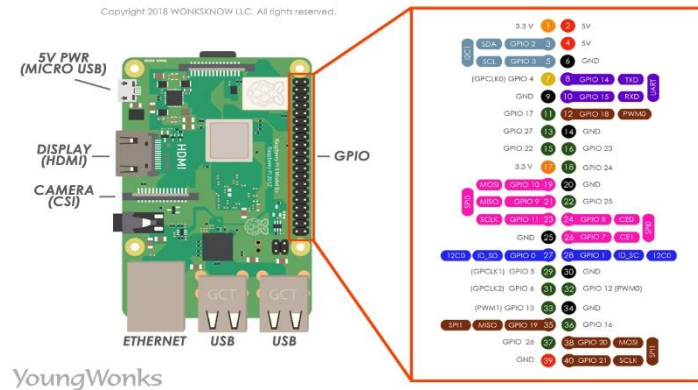 Copyright 2018 WONKSKNOW LLC. All rights reserved.
5V PWR
(MICRO USB)
DISPLAY
(HDMI)
CAMERA
(CSI)
HDMI
GPIO
GCT GCT
ETHERNET USB USB
YoungWonks
3.3 V 1 2 5V
I2C1 SDA GPIO 2 3 4 5V
SCL GPIO 3 5 6 GND
(GPCLK0) GPIO 4 7 8 GPIO 14 TXD UART
GND 9 10 GPIO 15 RXD
GPIO 17 11 12 GPIO 18 PWM0
GPIO 27 13 14 GND
GPIO 22 15 16 GPIO 23
3.3 V 17 18 GPIO 24
SPI0 MOSI GPIO 10 19 20 GND
MISO GPIO 9 21 22 GPIO 25
SCLK GPIO 11 23 24 GPIO 8 CE0 SPI0
GND 25 26 GPIO 7 CE1
I2C0 ID_SD GPIO 0 27 28 GPIO 1 ID_SC I2C0
(GPCLK1) GPIO 5 29 30 GND
(GPCLK2) GPIO 6 31 32 GPIO 12 (PWM0)
(PWM1) GPIO 13 33 34 GND
SPI1 MISO GPIO 19 35 36 GPIO 16
GPIO 26 37 38 GPIO 20 MOSI SPI1
GND 39 40 GPIO 21 SCLK